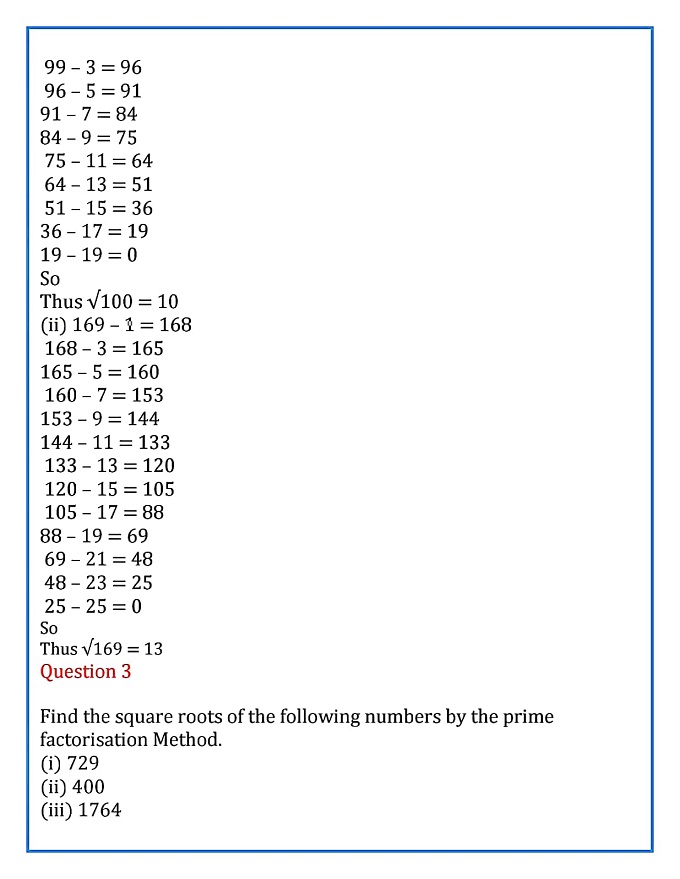 99 – 3 = 96
96 – 5 = 91
91 – 7 = 84
84 – 9 = 75
75 – 11 = 64
64 – 13 = 51
51 – 15 = 36
36 – 17 = 19
19 – 19 = 0
So
Thus √100 = 10
(ii) 169 – 1 = 168
168 – 3 = 165
165 – 5 = 160
160 – 7 = 153
153 – 9 = 144
144 – 11 = 133
133 – 13 = 120
120 – 15 = 105
105 – 17 = 88
88 – 19 = 69
69 – 21 = 48
48 – 23 = 25
25 – 25 = 0
So
Thus √169 = 13
Question 3
Find the square roots of the following numbers by the prime
factorisation Method.
(i) 729
(ii) 400
(iii) 1764